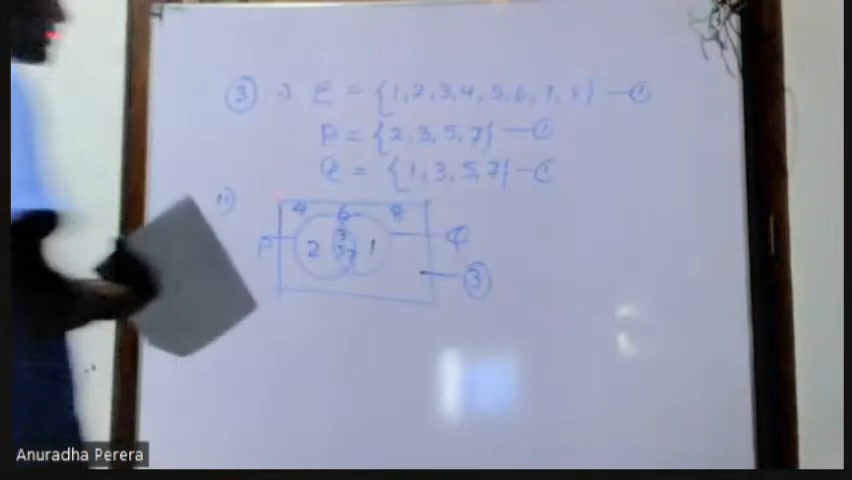 ③ i) Ɛ = {1, 2, 3, 4, 5, 6, 7, 8} — ①
P = {2, 3, 5, 7} — ①
Q = {1, 3, 5, 7} — ①
ii)
4 6 8
P 2 3 5 7 1 Q
③
Anuradha Perera